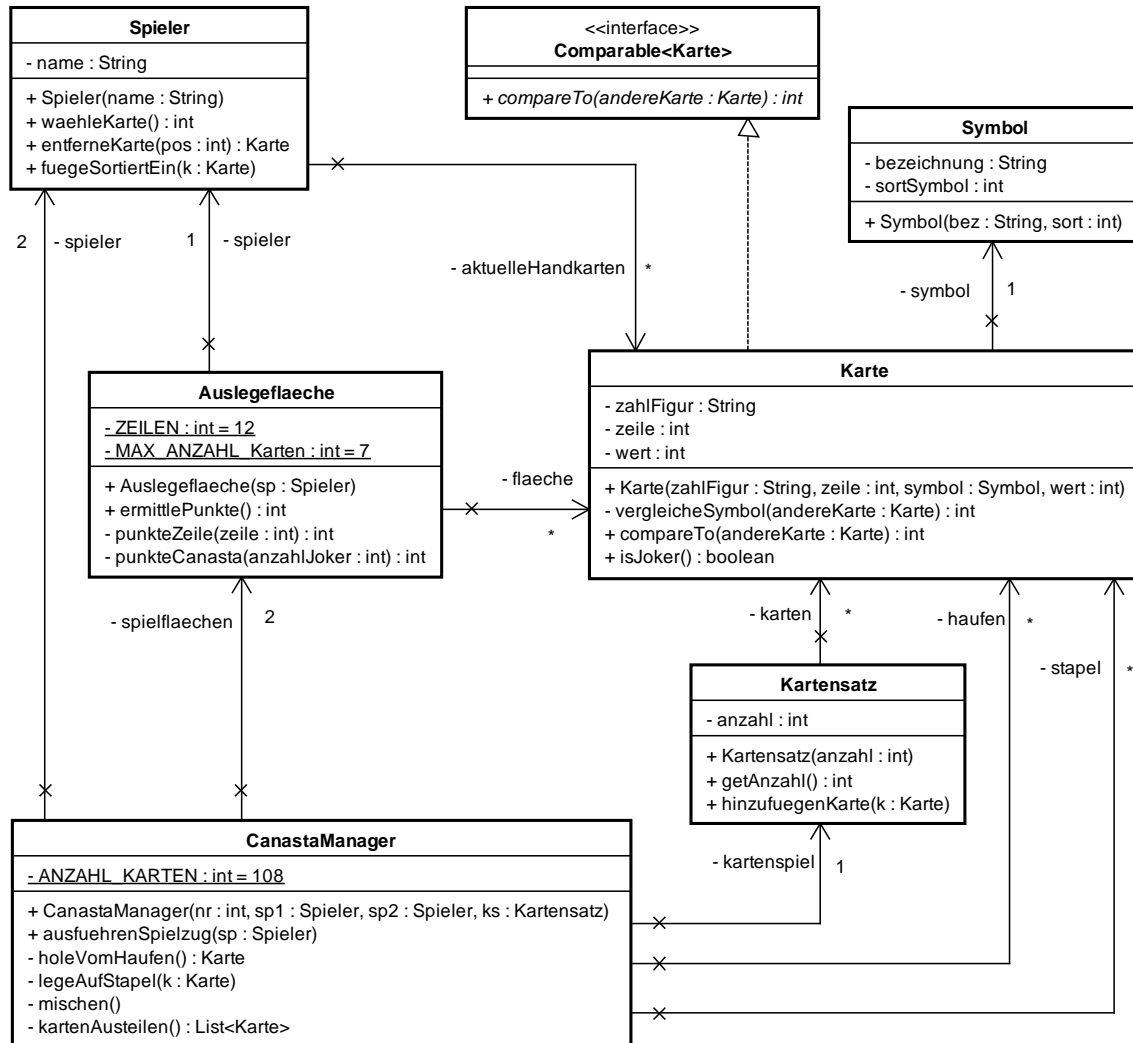 Spieler
- name : String
+ Spieler(name : String)
+ waehleKarte() : int
+ entferneKarte(pos : int) : Karte
+ fuegeSortiertEin(k : Karte)
<<interface>>
Comparable<Karte>
+ compareTo(andereKarte : Karte) : int
Symbol
- bezeichnung : String
- sortSymbol : int
+ Symbol(bez : String, sort : int)
2 - spieler
1 - spieler
- aktuelleHandkarten *
- symbol 1
Auslegeflaeche
- ZEILEN : int = 12
- MAX_ANZAHL_Karten : int = 7
+ Auslegeflaeche(sp : Spieler)
+ ermittlePunkte() : int
- punkteZeile(zeile : int) : int
- punkteCanasta(anzahlJoker : int) : int
- flaeche
*
Karte
- zahlFigur : String
- zeile : int
- wert : int
+ Karte(zahlFigur : String, zeile : int, symbol : Symbol, wert : int)
- vergleicheSymbol(andereKarte : Karte) : int
+ compareTo(andereKarte : Karte) : int
+ isJoker() : boolean
- spielflaechen 2
- karten *
- haufen *
- stapel *
Kartensatz
- anzahl : int
+ Kartensatz(anzahl : int)
+ getAnzahl() : int
+ hinzufuegenKarte(k : Karte)
- kartenspiel 1
CanastaManager
- ANZAHL_KARTEN : int = 108
+ CanastaManager(nr : int, sp1 : Spieler, sp2 : Spieler, ks : Kartensatz)
+ ausfuehrenSpielzug(sp : Spieler)
- holeVomHaufen() : Karte
- legeAufStapel(k : Karte)
- mischen()
- kartenAusteilen() : List<Karte>